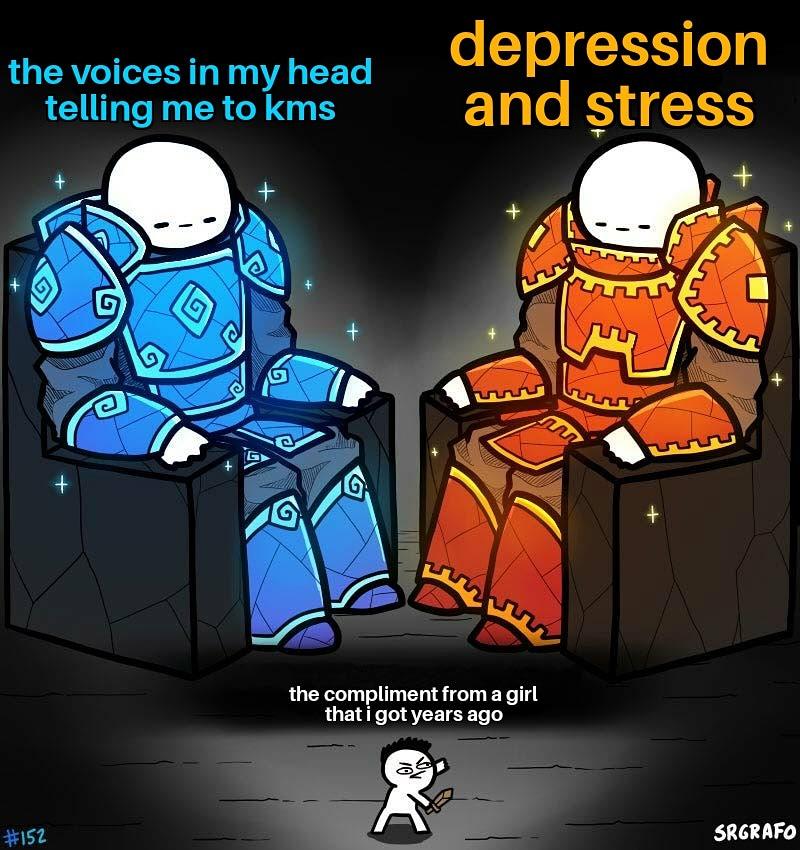 the voices in my head
telling me to kms
depression
and stress
the compliment from a girl
that i got years ago
#152
SRGRAFO